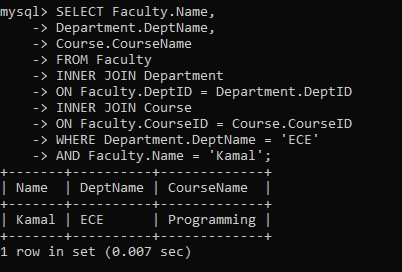 mysql> SELECT Faculty.Name,
    -> Department.DeptName,
    -> Course.CourseName
    -> FROM Faculty
    -> INNER JOIN Department
    -> ON Faculty.DeptID = Department.DeptID
    -> INNER JOIN Course
    -> ON Faculty.CourseID = Course.CourseID
    -> WHERE Department.DeptName = 'ECE'
    -> AND Faculty.Name = 'Kamal';
+-------+----------+-------------+
| Name  | DeptName | CourseName  |
+-------+----------+-------------+
| Kamal | ECE      | Programming |
+-------+----------+-------------+
1 row in set (0.007 sec)